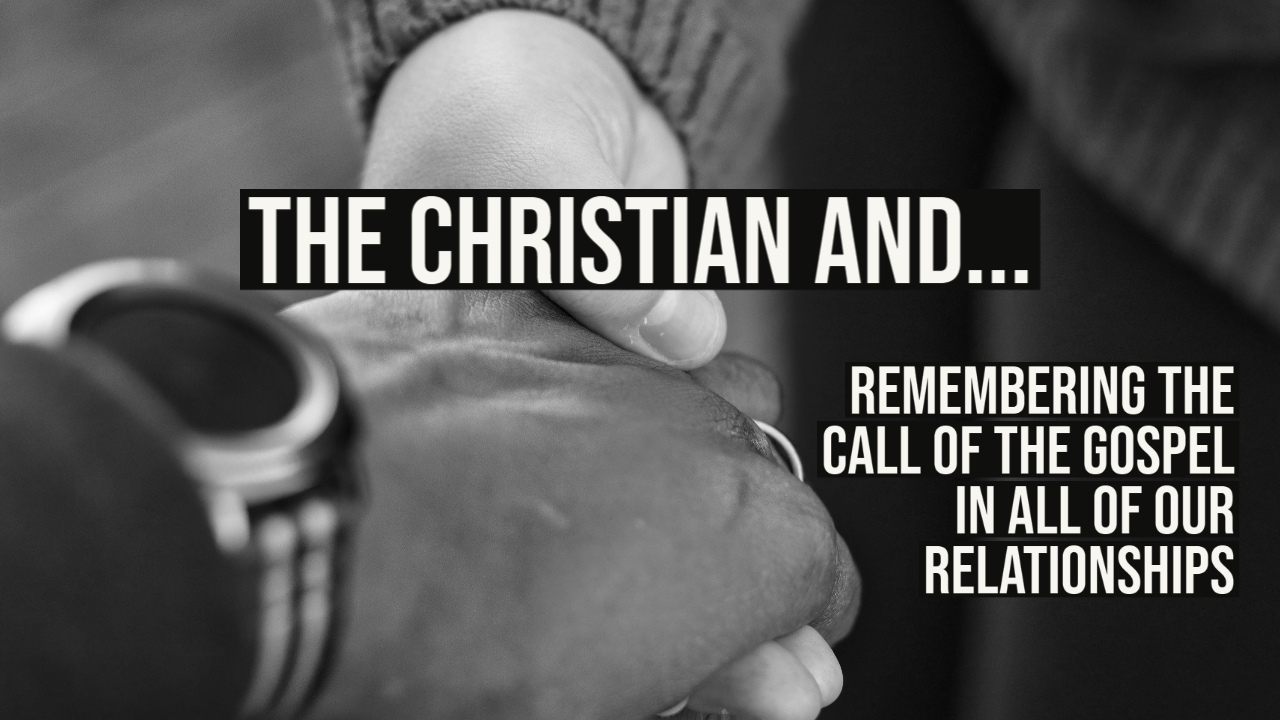 THE CHRISTIAN AND...
REMEMBERING THE
CALL OF THE GOSPEL
IN ALL OF OUR
RELATIONSHIPS